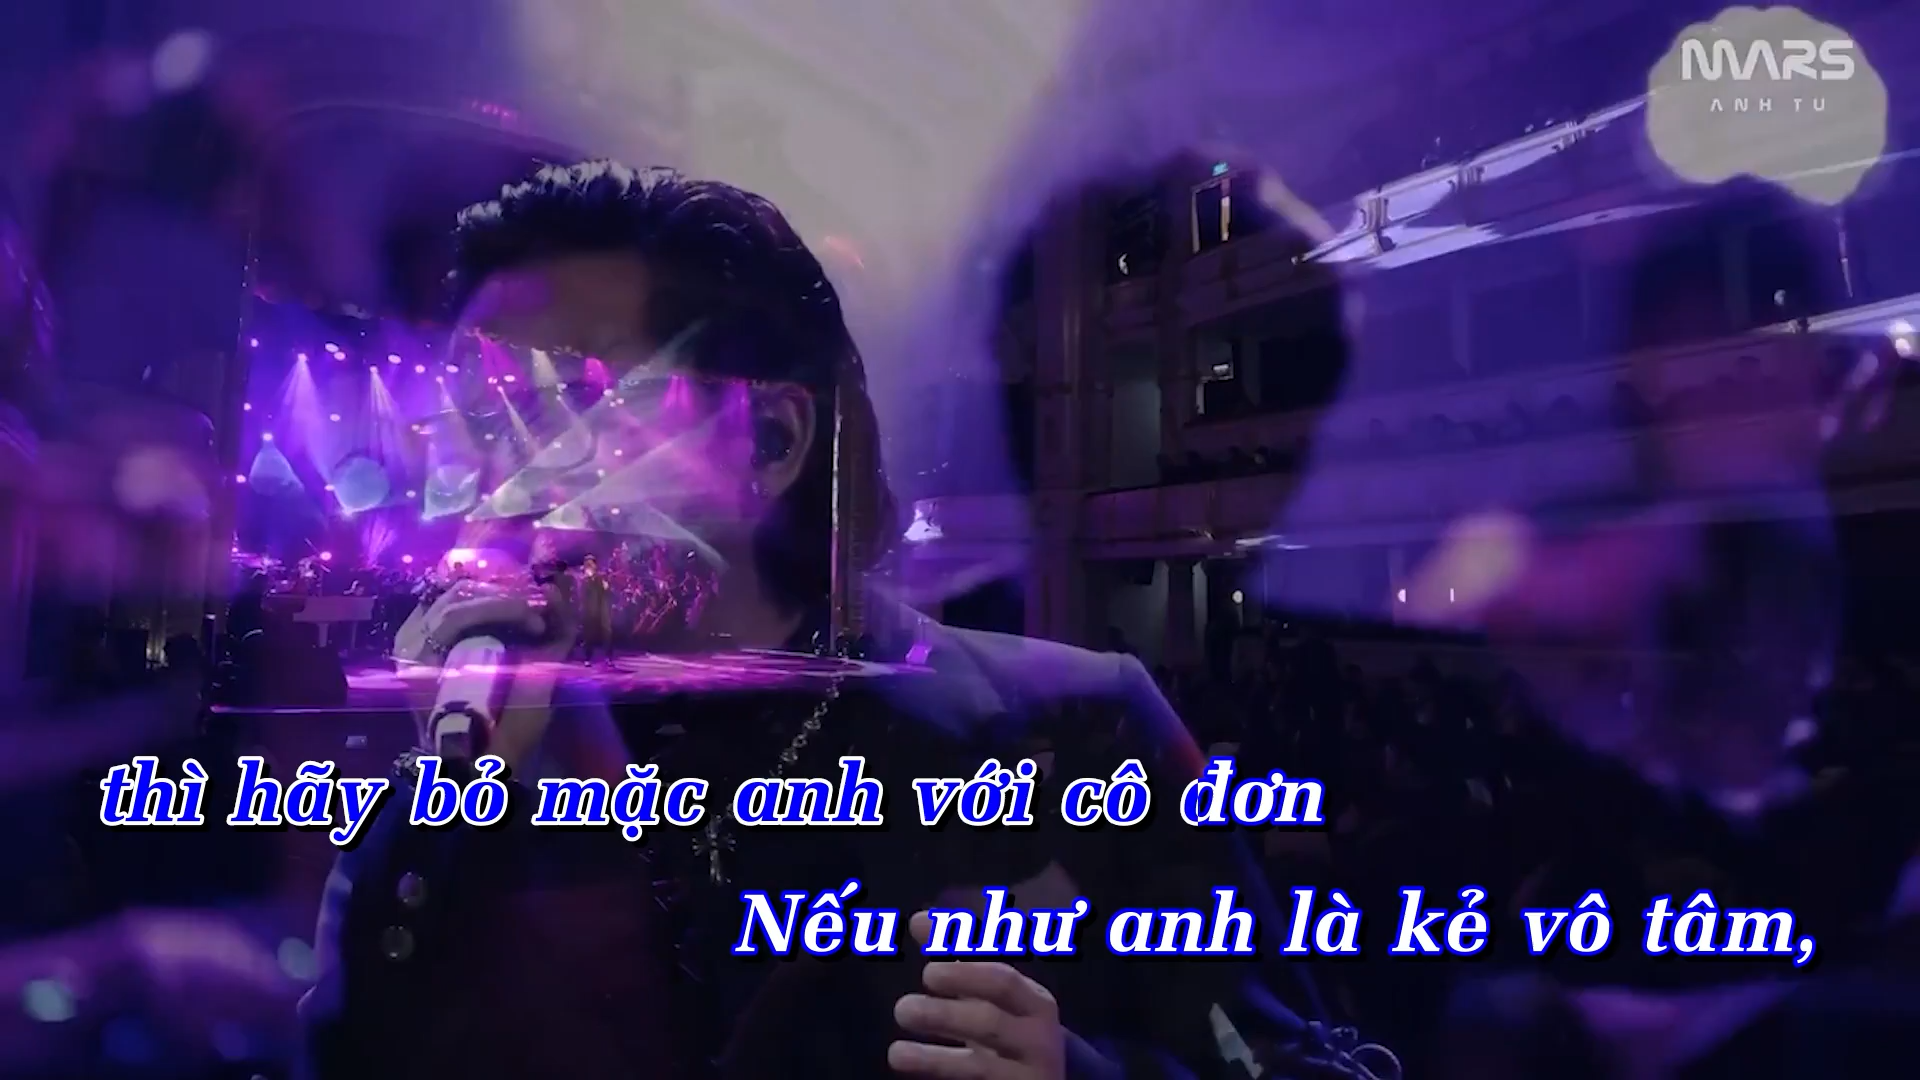 MARS
ANH TU
thì hãy bỏ mặc anh với cô đơn
Nếu như anh là kẻ vô tâm,